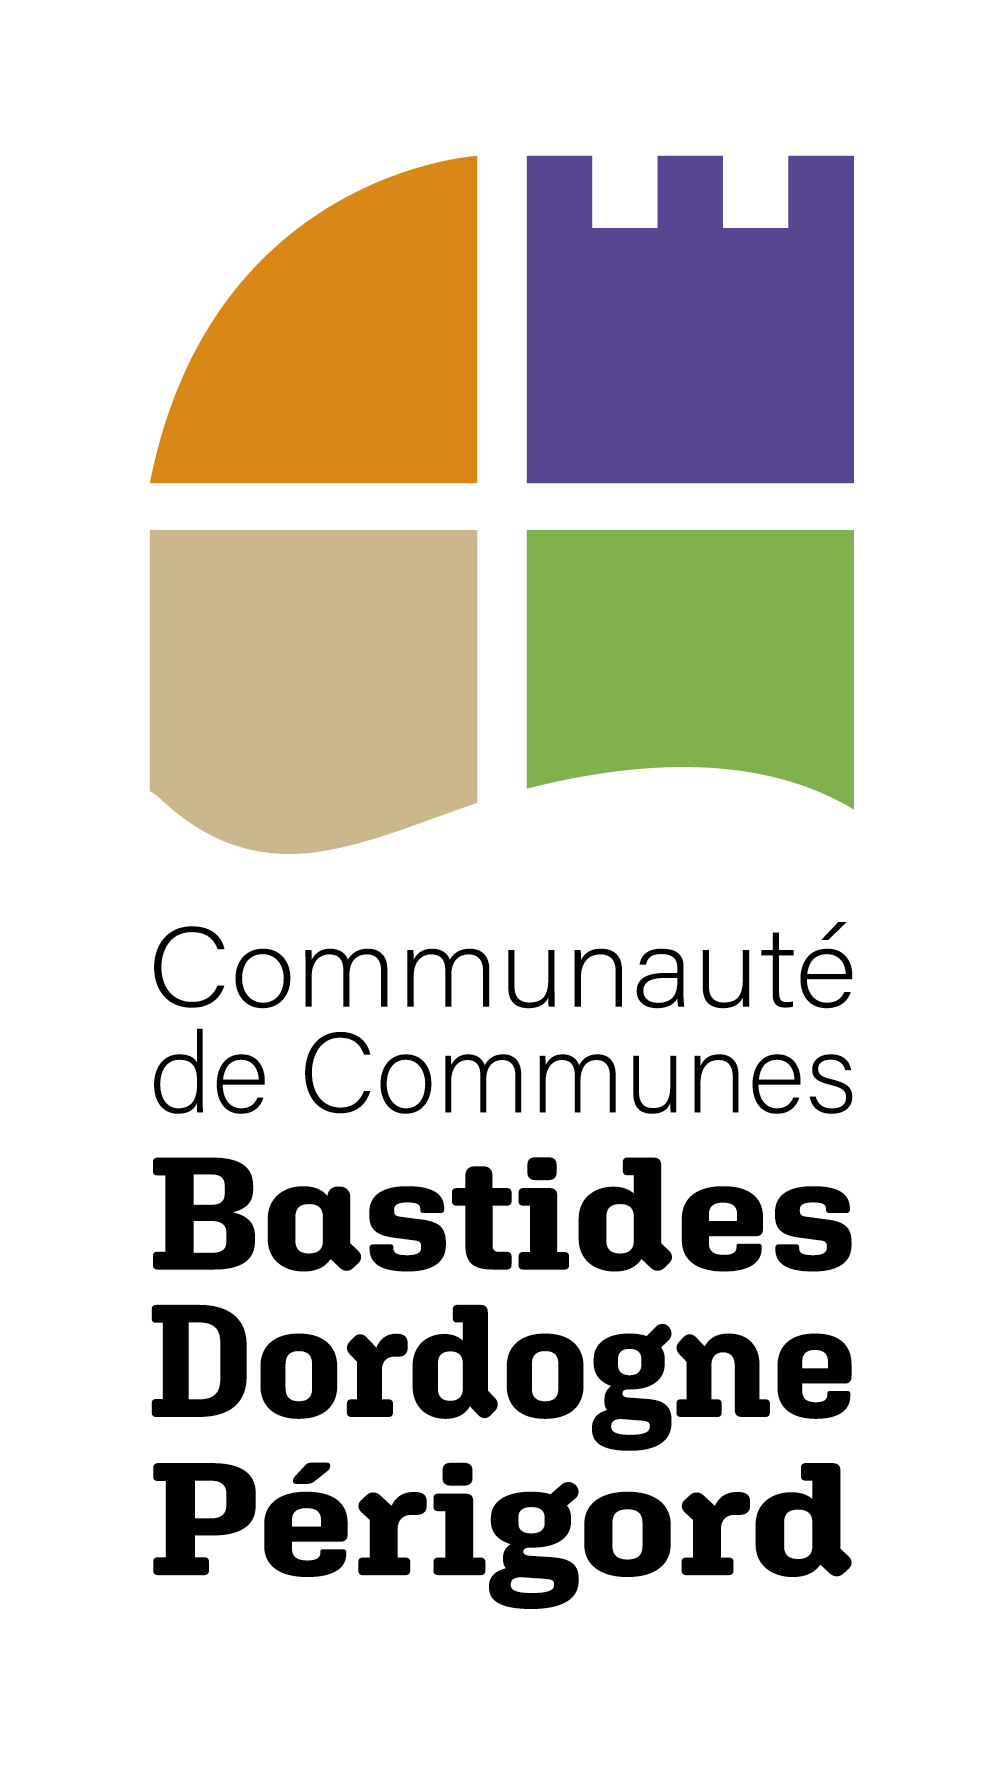 Communauté
de Communes
Bastides
Dordogne
Périgord